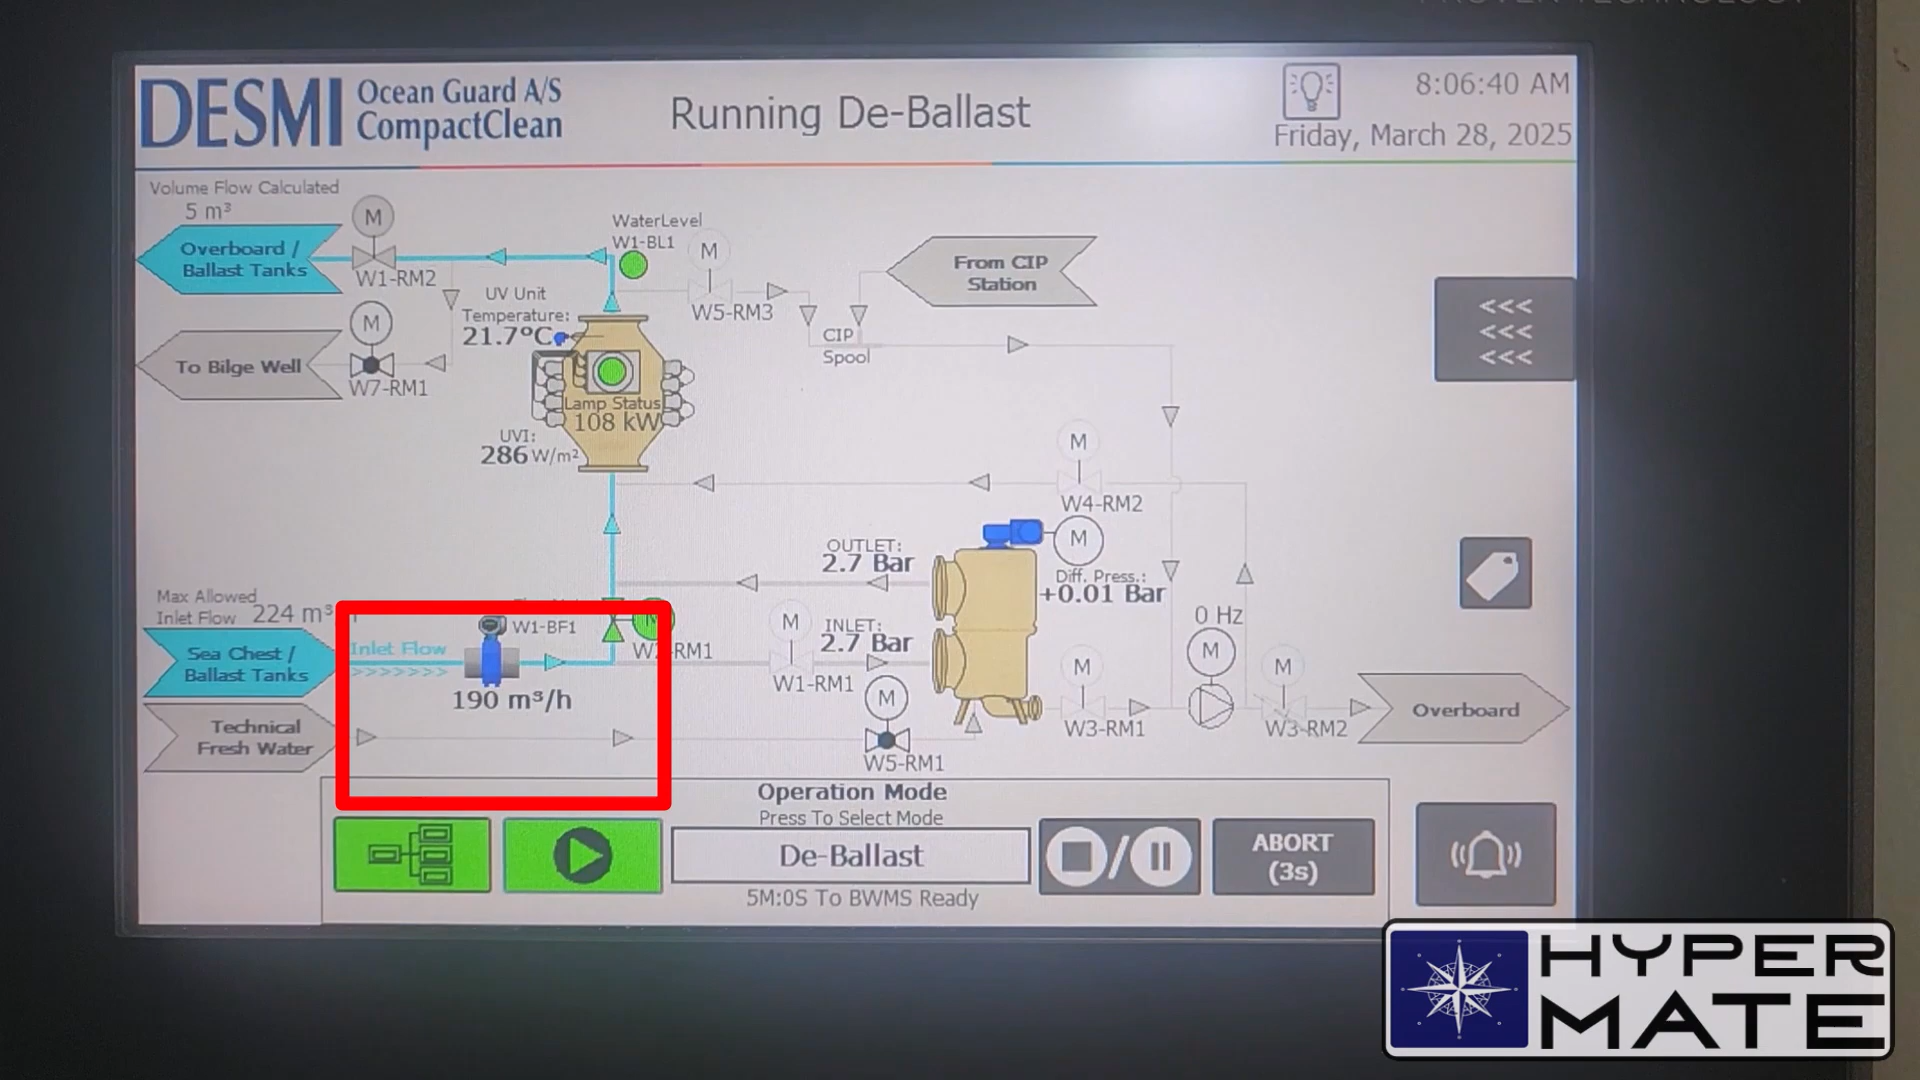 DESMI
Ocean Guard A/S
CompactClean
Running De-Ballast
8:06:40 AM
Friday, March 28, 2025
Volume Flow Calculated
5 m³
M
Overboard /
Ballast Tanks
W1-RM2
WaterLevel
W1-BL1
M
W5-RM3
From CIP
Station
CIP
Spool
<<<
<<<
<<<
UV Unit
Temperature:
21.7°C
M
To Bilge Well
W7-RM1
Lamp Status
108 kW
UVI:
286 W/m²
M
W4-RM2
OUTLET:
2.7 Bar
M
Diff. Press.:
+0.01 Bar
Max Allowed
Inlet Flow 224 m³
W1-BF1
Sea Chest /
Ballast Tanks
Inlet Flow
>>>>>>>
190 m³/h
RM1
M
W1-RM1
INLET:
2.7 Bar
M
W5-RM1
M
W3-RM1
0 Hz
M
M
W3-RM2
Overboard
Technical
Fresh Water
Operation Mode
Press To Select Mode
De-Ballast
5M:0S To BWMS Ready
/
ABORT
(3s)
HYPER
MATE